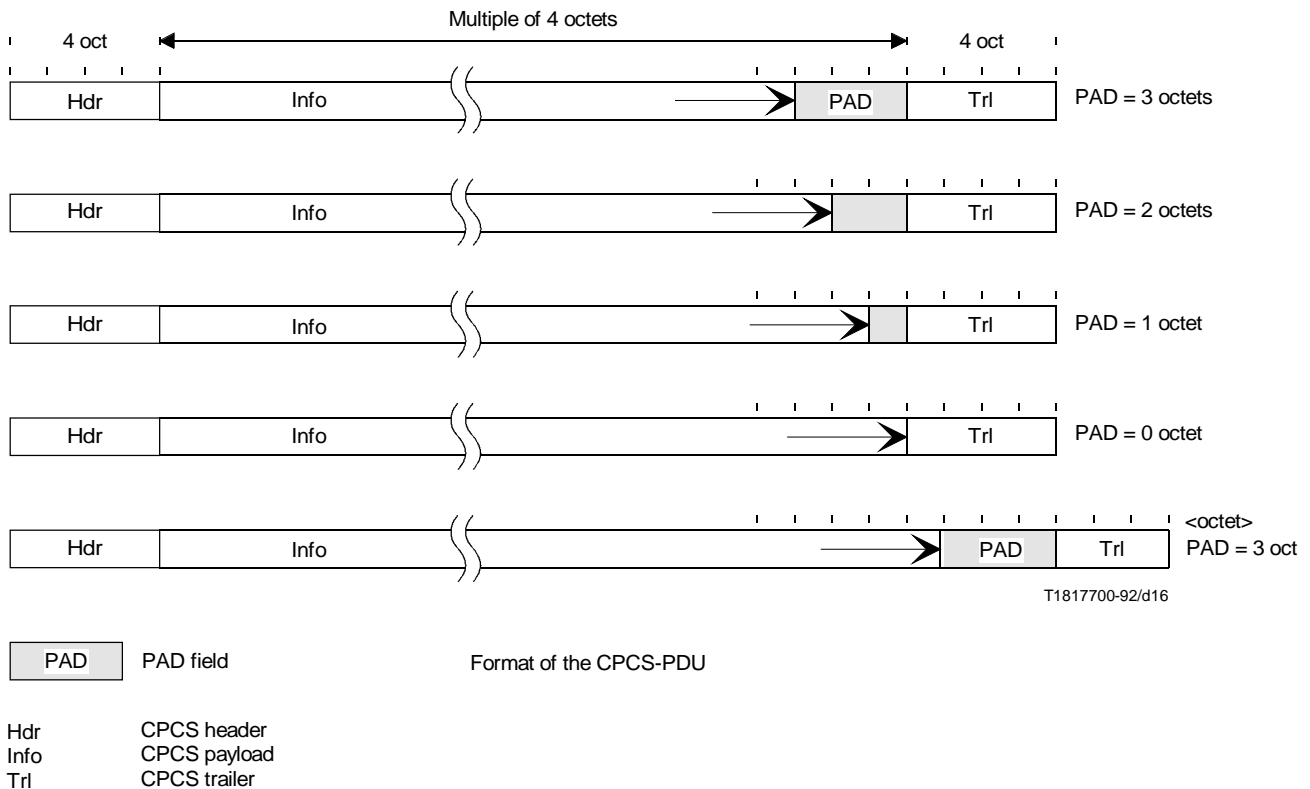 Multiple of 4 octets
4 oct 4 oct
Hdr Info PAD Trl PAD = 3 octets
Hdr Info Trl PAD = 2 octets
Hdr Info Trl PAD = 1 octet
Hdr Info Trl PAD = 0 octet
<octet>
Hdr Info PAD Trl PAD = 3 oct
T1817700-92/d16
PAD PAD field Format of the CPCS-PDU
Hdr CPCS header
Info CPCS payload
Trl CPCS trailer